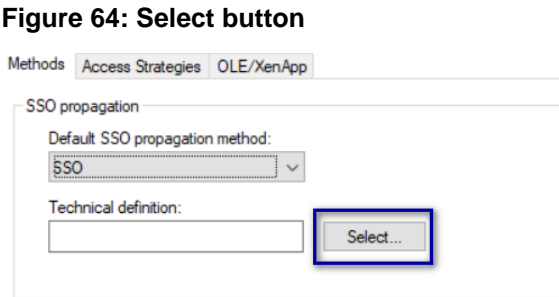 Figure 64: Select button
Methods Access Strategies OLE/XenApp
SSO propagation
Default SSO propagation method:
SSO
Technical definition:
Select...